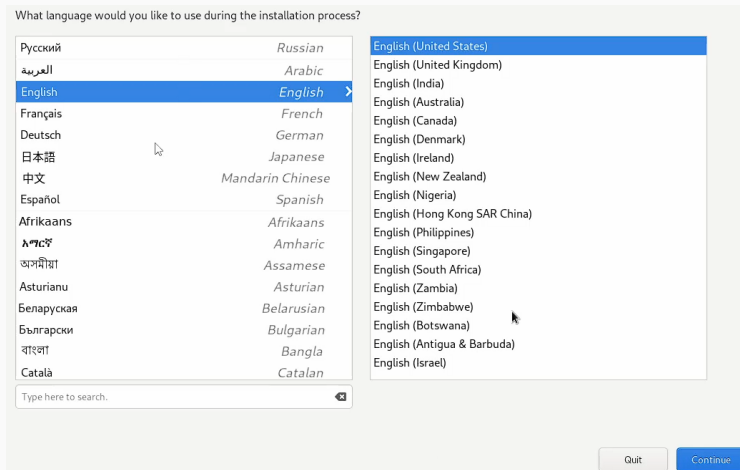 What language would you like to use during the installation process?
Русский Russian
العربية Arabic
English English
Français French
Deutsch German
日本語 Japanese
中文 Mandarin Chinese
Español Spanish
Afrikaans Afrikaans
አማርኛ Amharic
অসমীয়া Assamese
Asturianu Asturian
Беларуская Belarusian
Български Bulgarian
বাংলা Bangla
Català Catalan
Type here to search.
English (United States)
English (United Kingdom)
English (India)
English (Australia)
English (Canada)
English (Denmark)
English (Ireland)
English (New Zealand)
English (Nigeria)
English (Hong Kong SAR China)
English (Philippines)
English (Singapore)
English (South Africa)
English (Zambia)
English (Zimbabwe)
English (Botswana)
English (Antigua & Barbuda)
English (Israel)
Quit
Continue